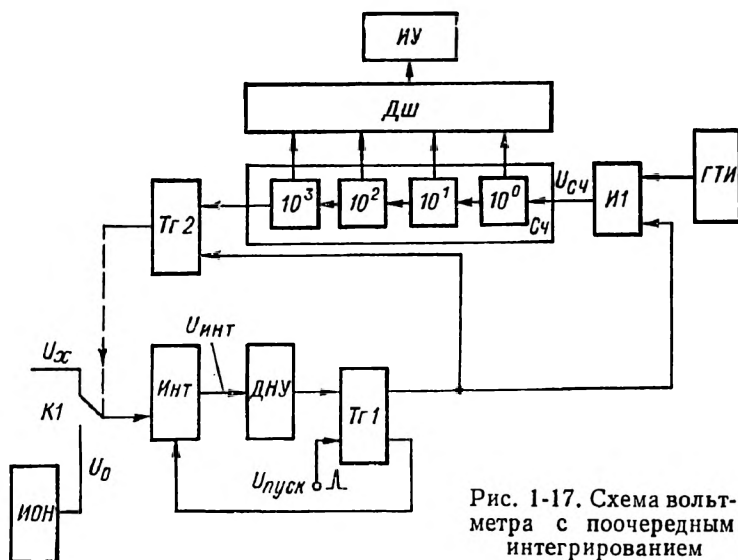 ИУ
ДШ
10³ 10² 10¹ 10⁰
Сч
Uсч
И1
ГТИ
Тг 2
Uх
К1
U₀
ИОН
Инт
Uинт
ДНУ
Тг 1
Uпуск
Рис. 1-17. Схема вольт-
метра с поочередным
интегрированием